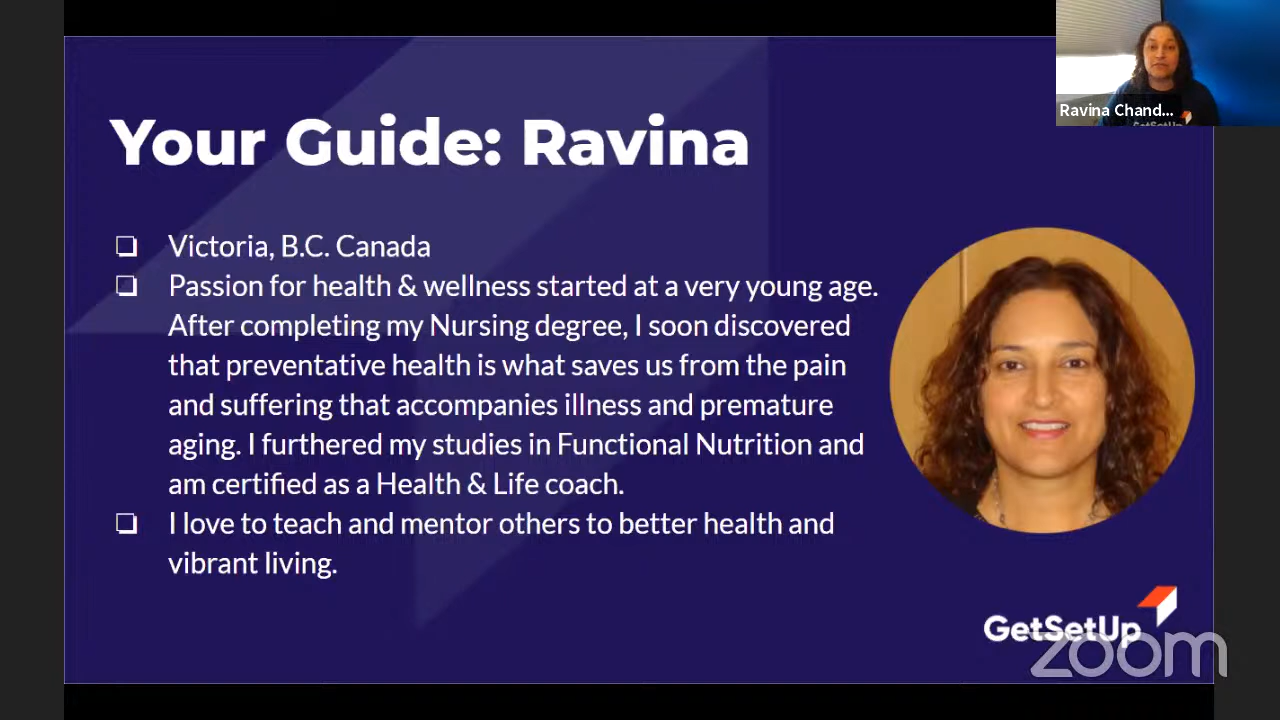 Ravina Chand...
Your Guide: Ravina
❏ Victoria, B.C. Canada
❏ Passion for health & wellness started at a very young age.
After completing my Nursing degree, I soon discovered
that preventative health is what saves us from the pain
and suffering that accompanies illness and premature
aging. I furthered my studies in Functional Nutrition and
am certified as a Health & Life coach.
❏ I love to teach and mentor others to better health and
vibrant living.
GetSetUp
zoom
GetSetUp